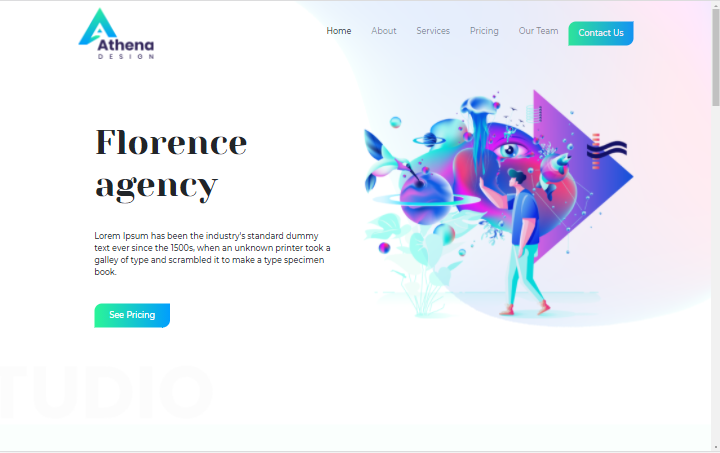 Athena
DESIGN
Home
About
Services
Pricing
Our Team
Contact Us
Florence
agency
Lorem Ipsum has been the industry's standard dummy
text ever since the 1500s, when an unknown printer took a
galley of type and scrambled it to make a type specimen
book.
See Pricing
TUDIO